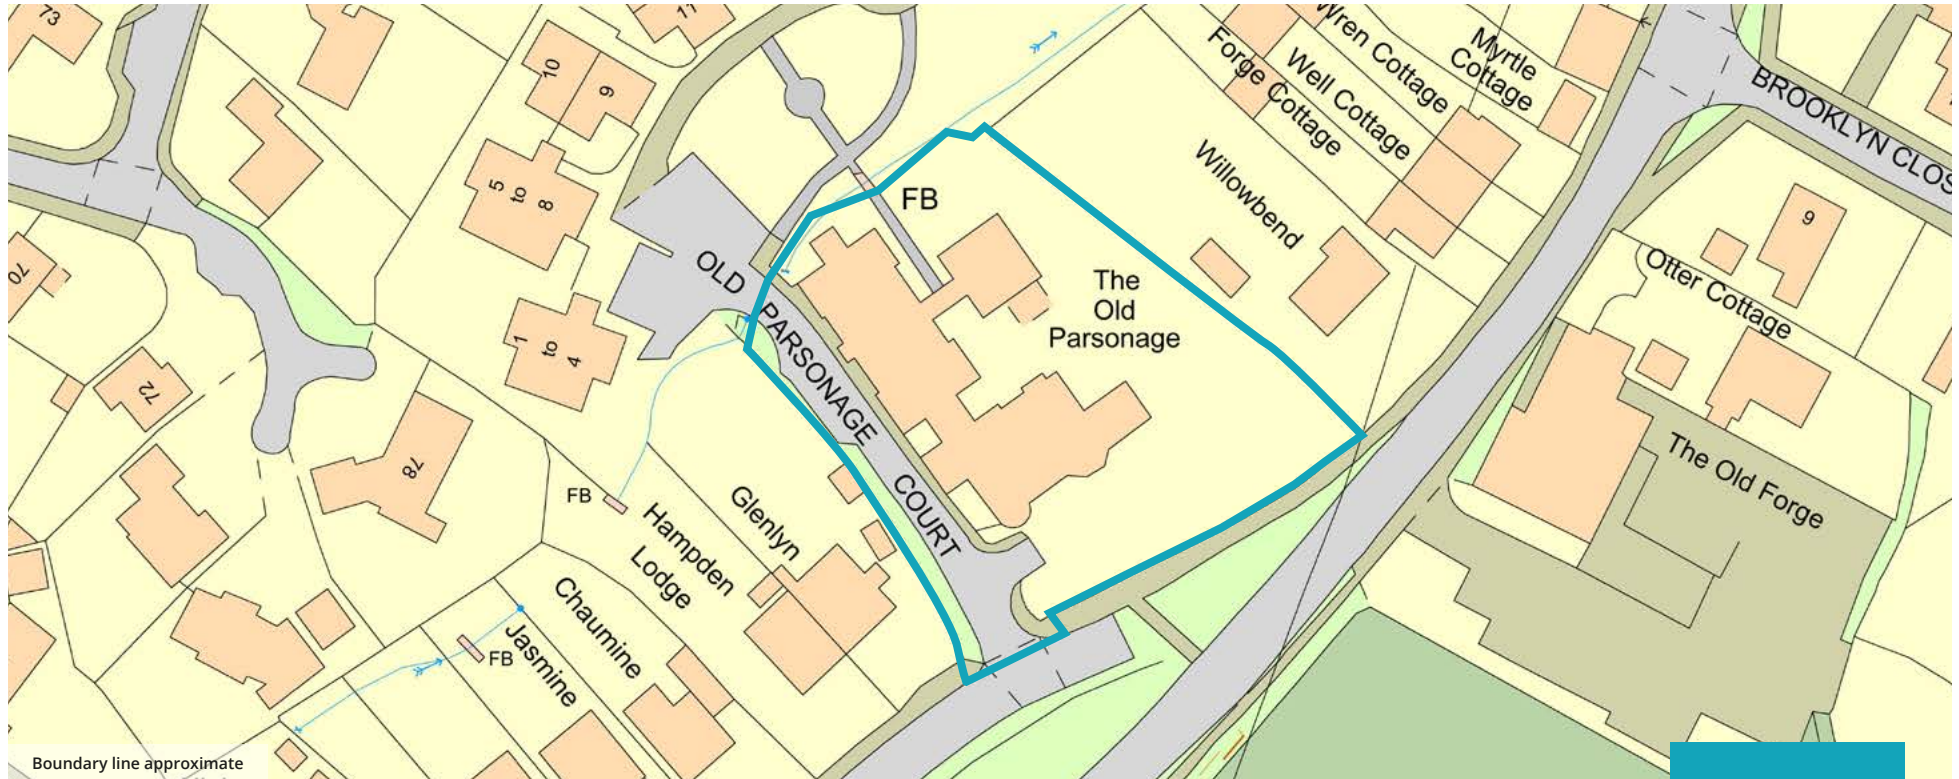 73
11
10
9
5
to
8
1
to
4
70
72
78
FB
FB
FB
OLD
PARSONAGE
COURT
The
Old
Parsonage
Willowbend
Forge Cottage
Well Cottage
Wren Cottage
Myrtle
Cottage
BROOKLYN CLOS
9
Otter Cottage
The Old Forge
Glenlyn
Hampden
Lodge
Chaumine
Jasmine
Boundary line approximate